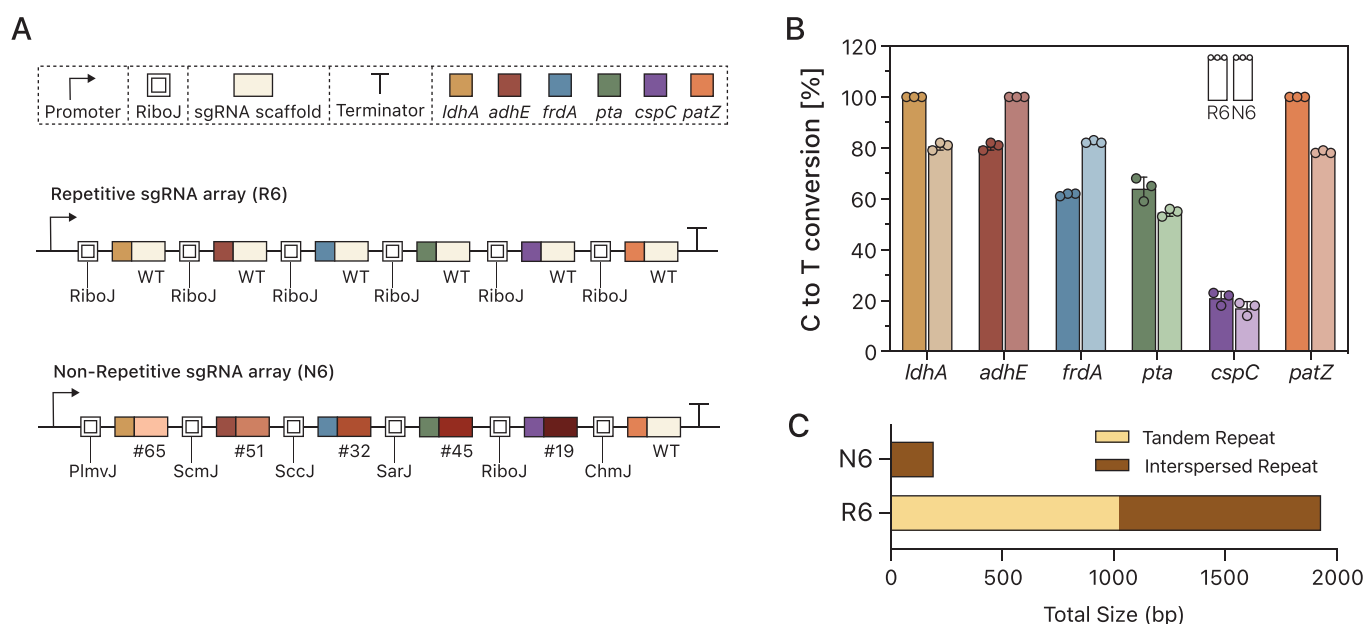 A
Promoter RiboJ sgRNA scaffold Terminator ldhA adhE frdA pta cspC patZ
Repetitive sgRNA array (R6)
WT WT WT WT WT WT
RiboJ RiboJ RiboJ RiboJ RiboJ RiboJ
Non-Repetitive sgRNA array (N6)
#65 #51 #32 #45 #19 WT
PlmvJ ScmJ SccJ SarJ RiboJ ChmJ
B
C to T conversion [%]
120
100
80
60
40
20
0
R6 N6
ldhA adhE frdA pta cspC patZ
C
Tandem Repeat
Interspersed Repeat
N6
R6
0 500 1000 1500 2000
Total Size (bp)